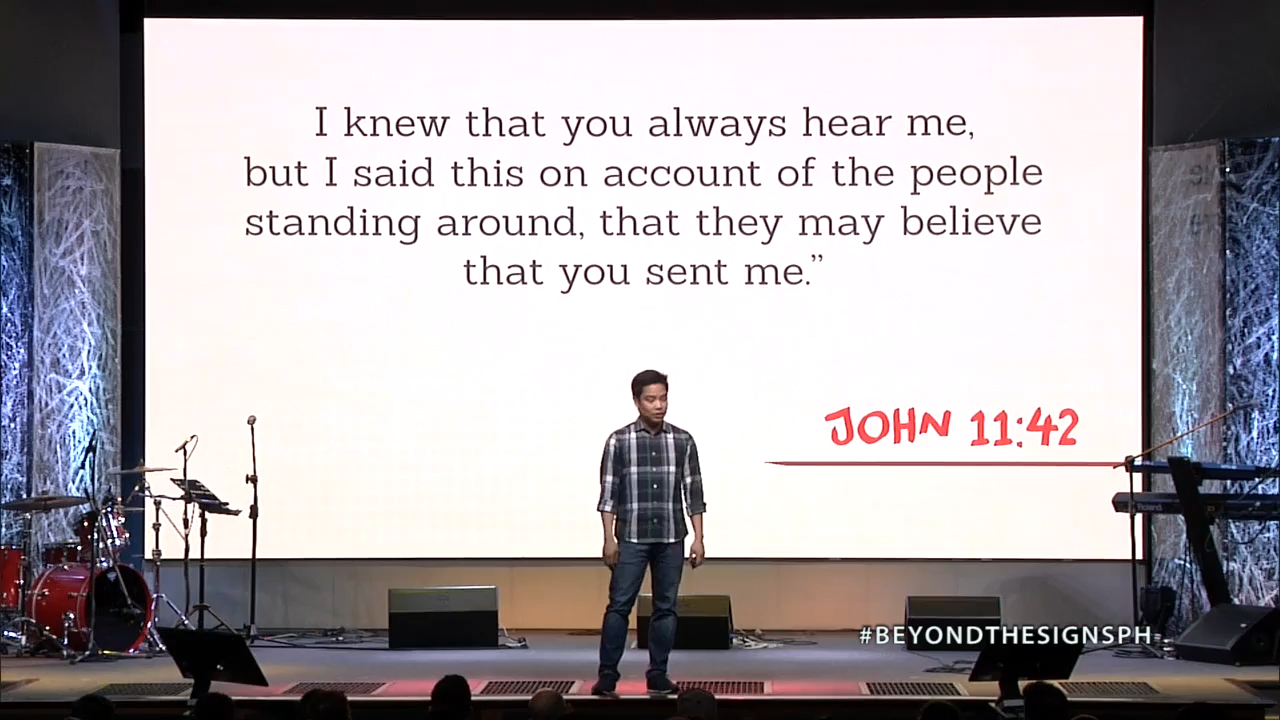 I knew that you always hear me,
but I said this on account of the people
standing around, that they may believe
that you sent me.”
JOHN 11:42
Roland
#BEYONDTHESIGNSPH